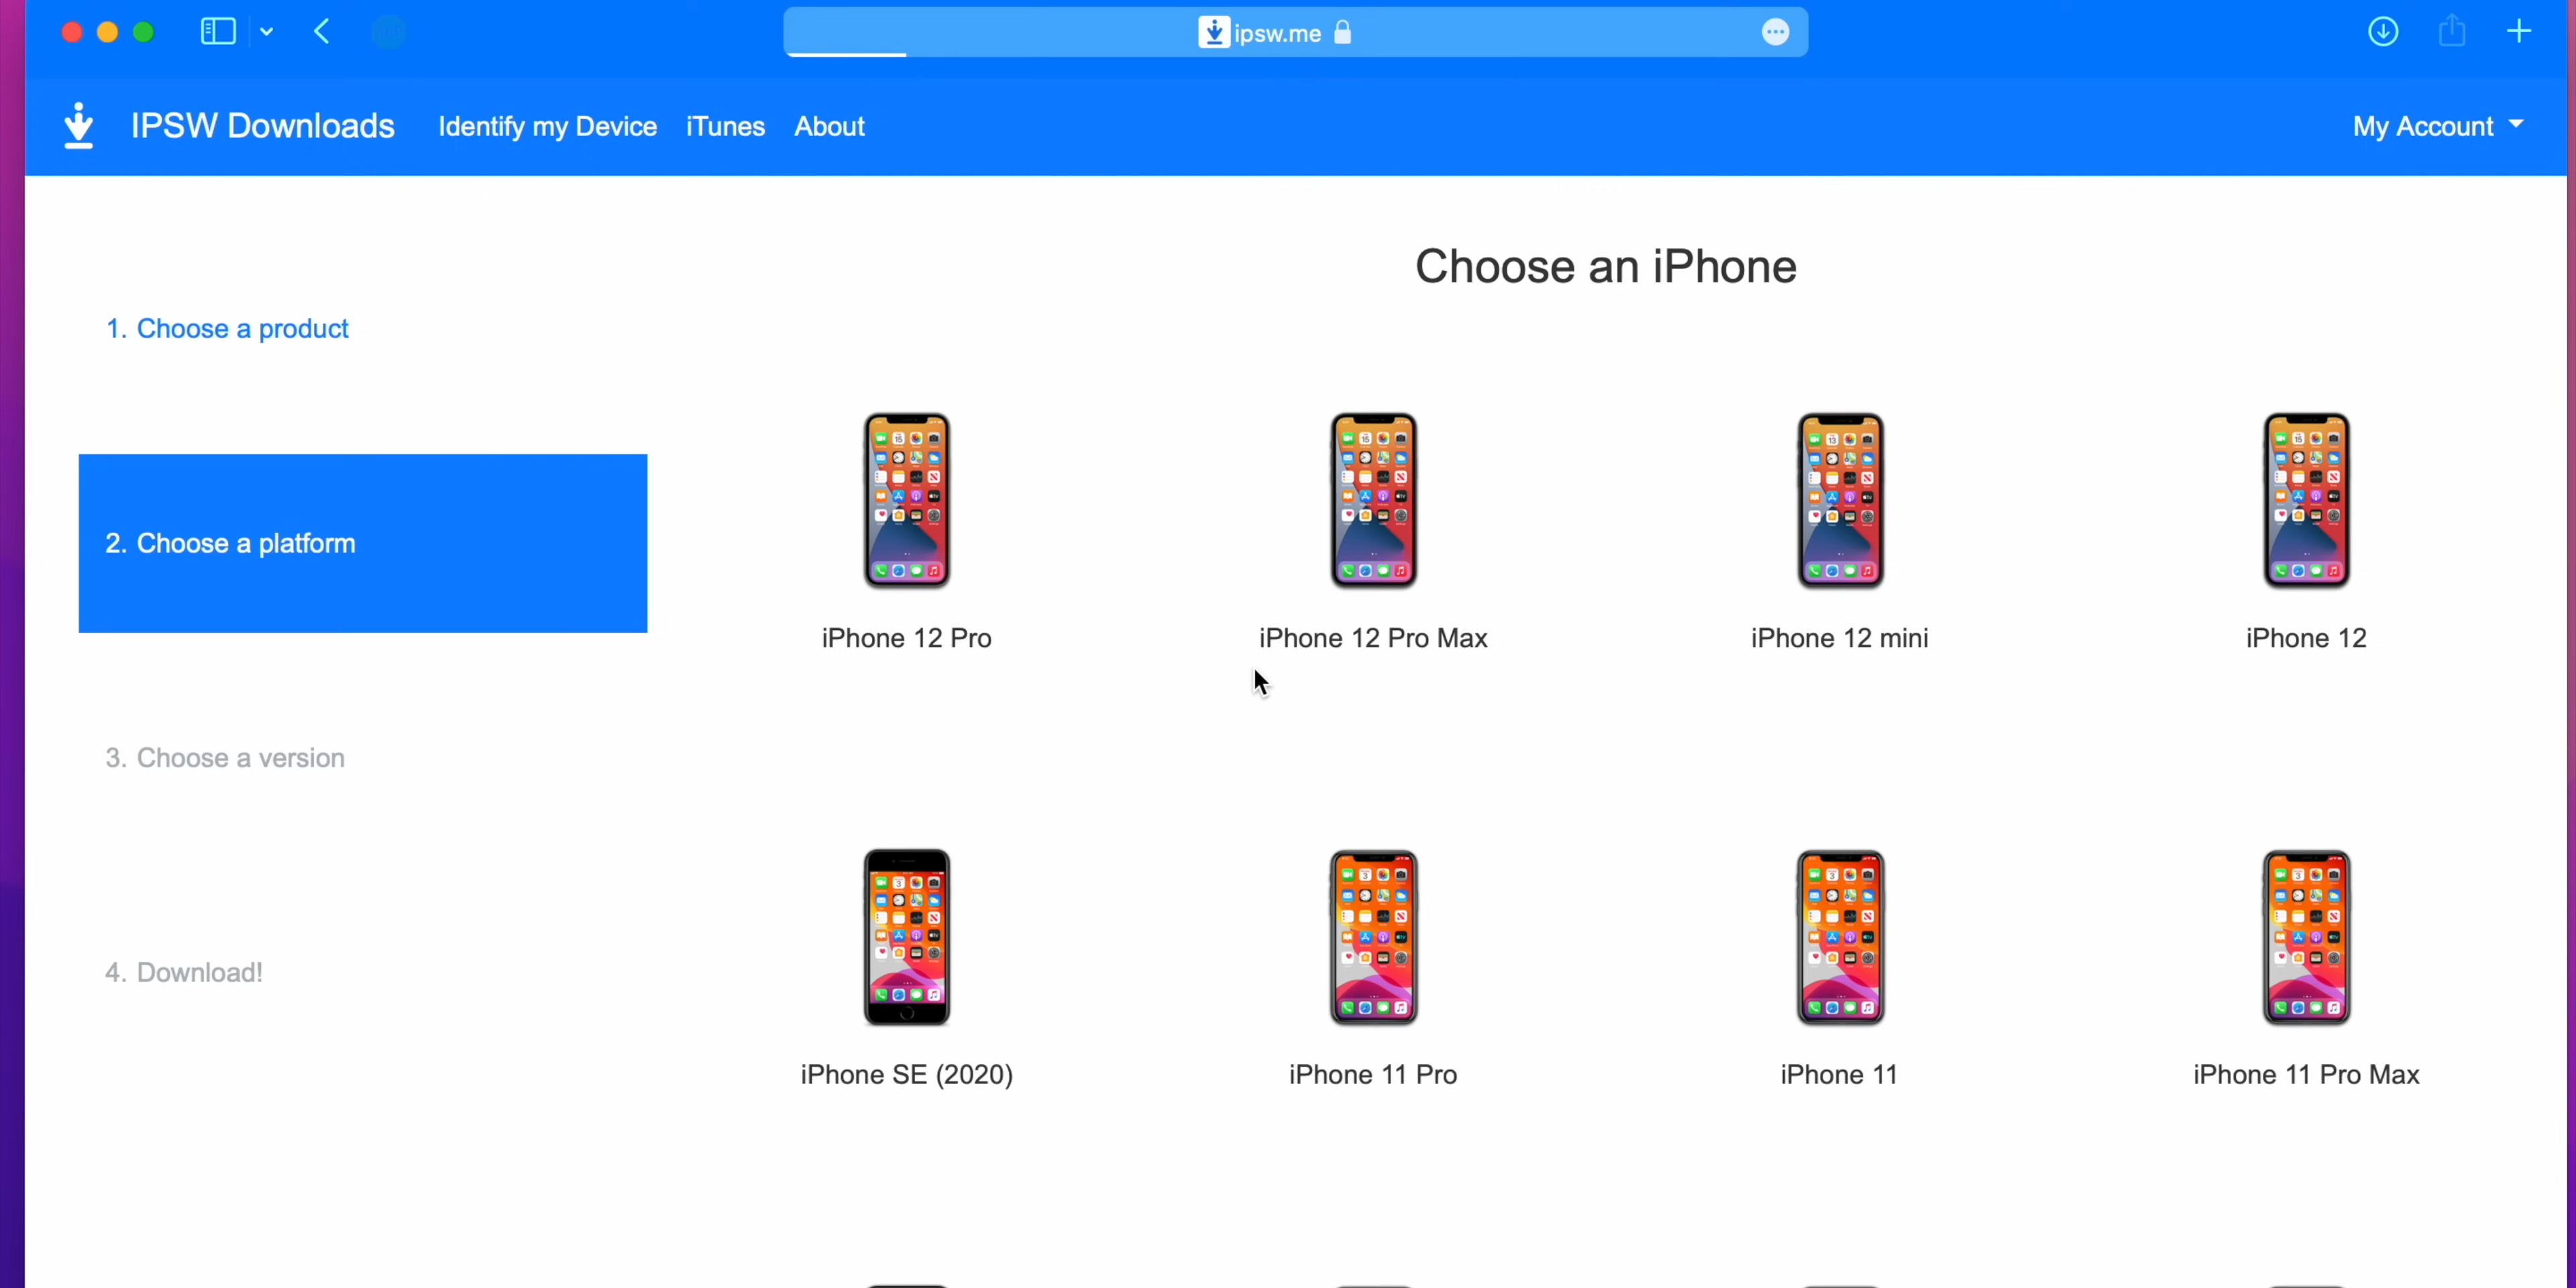 ipsw.me
IPSW Downloads Identify my Device iTunes About My Account
Choose an iPhone
1. Choose a product
2. Choose a platform
3. Choose a version
4. Download!
iPhone 12 Pro iPhone 12 Pro Max iPhone 12 mini iPhone 12
iPhone SE (2020) iPhone 11 Pro iPhone 11 iPhone 11 Pro Max